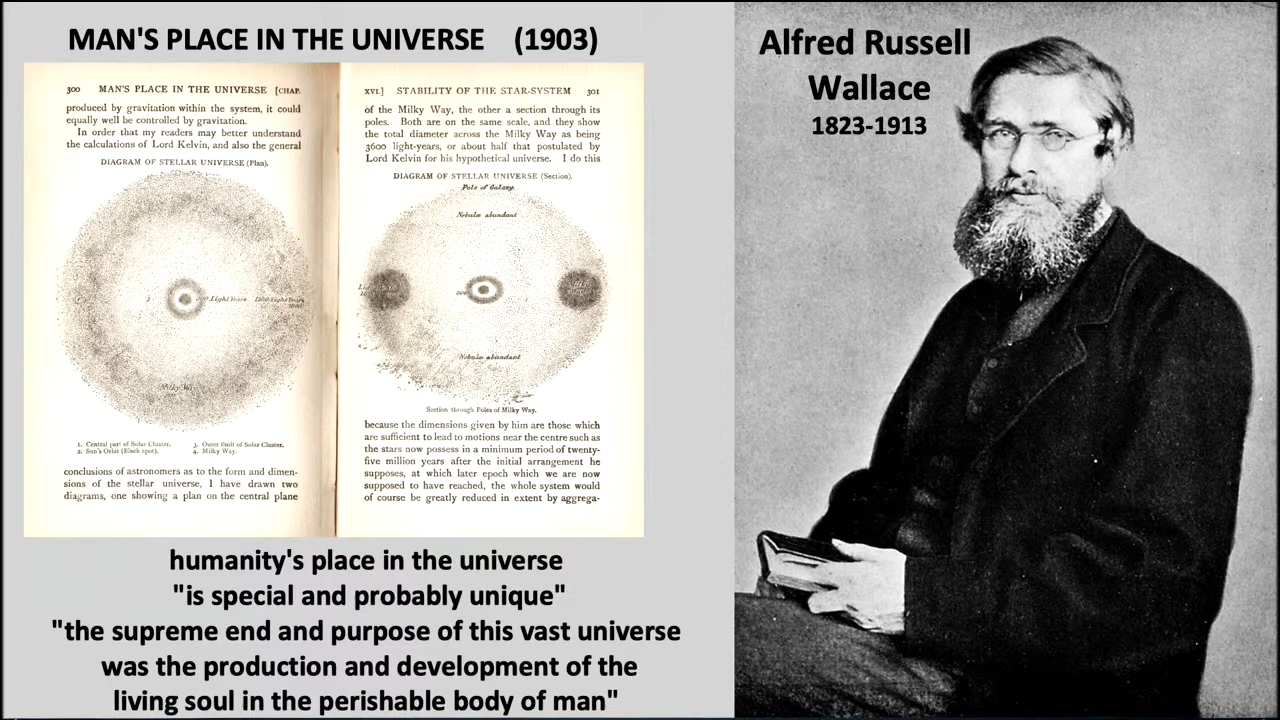 MAN'S PLACE IN THE UNIVERSE (1903)
300 MAN'S PLACE IN THE UNIVERSE [CHAP.
produced by gravitation within the system, it could
equally well be controlled by gravitation.
In order that my readers may better understand
the calculations of Lord Kelvin, and also the general
DIAGRAM OF STELLAR UNIVERSE (Plan).
Light Years
Milky
1. Central part of Solar Cluster.
2. Sun's Orbit (Black spot).
3. Outer limit of Solar Cluster.
4. Milky Way.
conclusions of astronomers as to the form and dimen-
sions of the stellar universe, I have drawn two
diagrams, one showing a plan on the central plane
XVI.] STABILITY OF THE STAR-SYSTEM 301
of the Milky Way, the other a section through its
poles. Both are on the same scale, and they show
the total diameter across the Milky Way as being
3600 light-years, or about half that postulated by
Lord Kelvin for his hypothetical universe. I do this
DIAGRAM OF STELLAR UNIVERSE (Section).
Pole of Galaxy.
Nebulæ abundant
Nebulæ abundant
Section through Poles of Milky Way.
because the dimensions given by him are those which
are sufficient to lead to motions near the centre such as
the stars now possess in a minimum period of twenty-
five million years after the initial arrangement he
supposes, at which later epoch which we are now
supposed to have reached, the whole system would
of course be greatly reduced in extent by aggrega-
humanity's place in the universe
"is special and probably unique"
"the supreme end and purpose of this vast universe
was the production and development of the
living soul in the perishable body of man"
Alfred Russell
Wallace
1823-1913